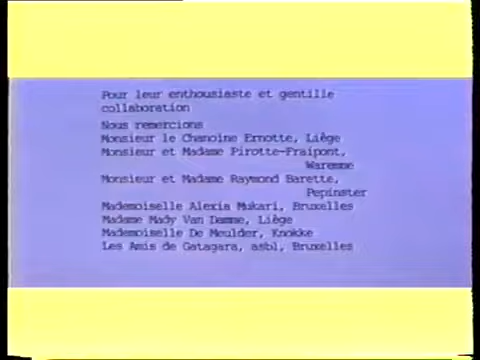 Pour leur enthousiaste et gentille
collaboration
Nous remercions
Monsieur le Chanoine Ernotte, Liège
Monsieur et Madame Pirotte-Fraipont,
Waremme
Monsieur et Madame Raymond Barette,
Pepinster
Mademoiselle Alexia Mukari, Bruxelles
Madame Mady Van Damme, Liège
Mademoiselle De Meulder, Knokke
Les Amis de Gatagara, asbl, Bruxelles